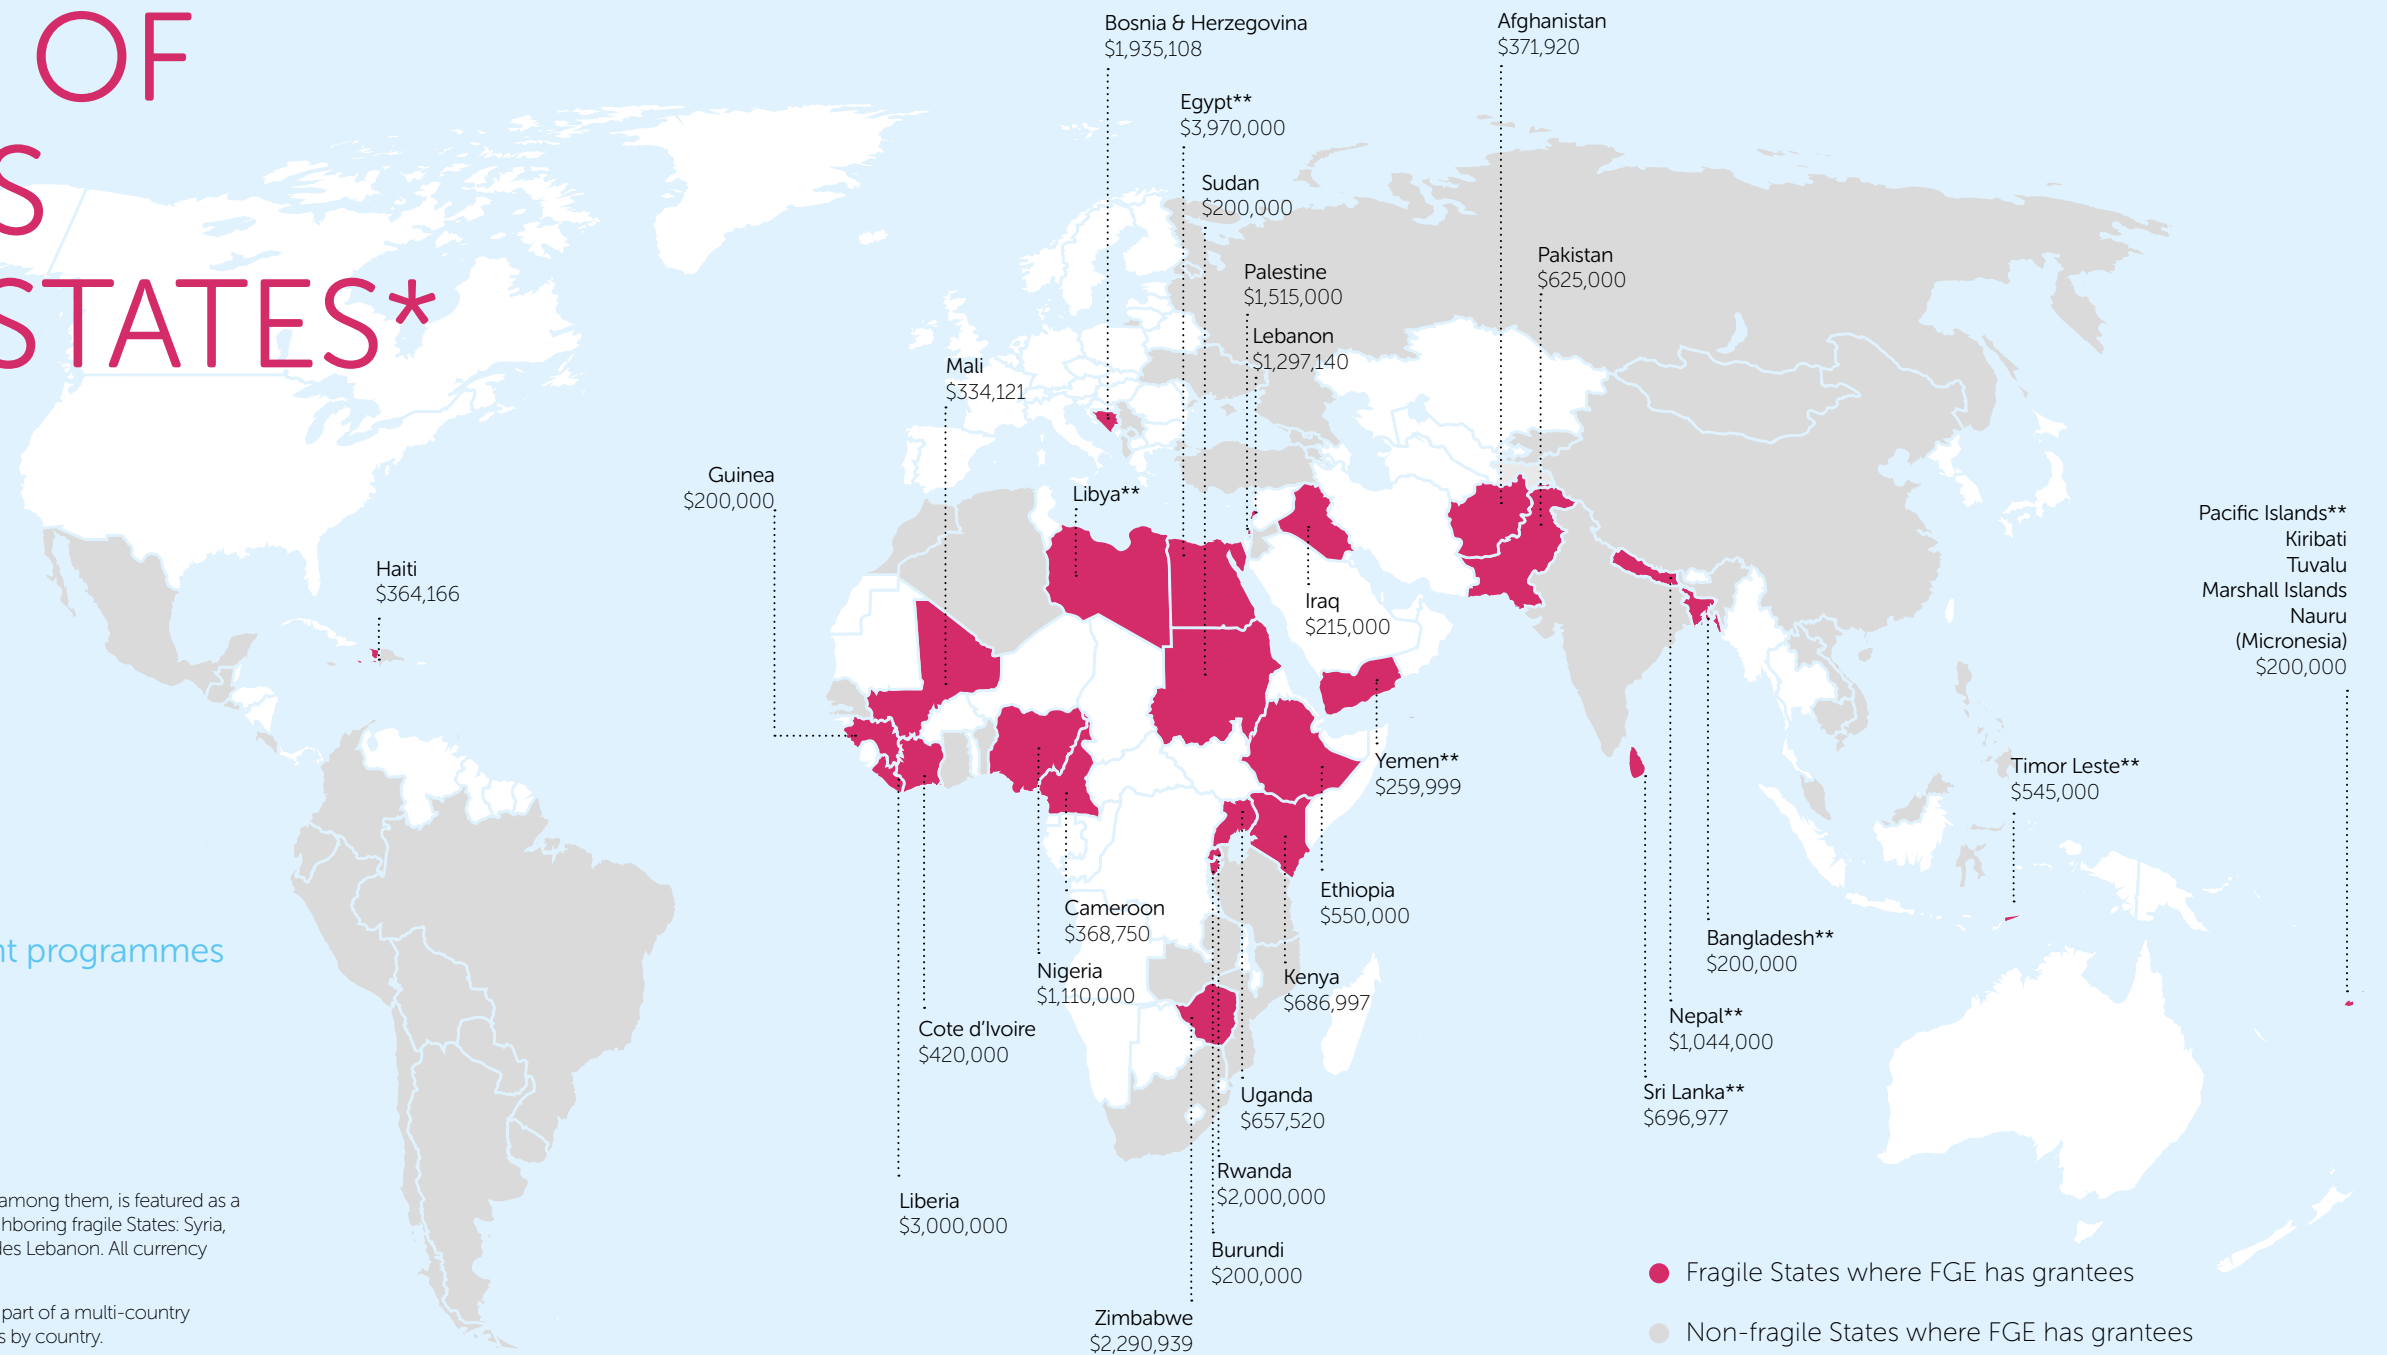 OF
S
STATES*
Bosnia & Herzegovina
$1,935,108
Afghanistan
$371,920
Egypt**
$3,970,000
Sudan
$200,000
Palestine
$1,515,000
Pakistan
$625,000
Lebanon
$1,297,140
Mali
$334,121
Guinea
$200,000
Libya**
Haiti
$364,166
Iraq
$215,000
Pacific Islands**
Kiribati
Tuvalu
Marshall Islands
Nauru
(Micronesia)
$200,000
Yemen**
$259,999
Timor Leste**
$545,000
Ethiopia
$550,000
Cameroon
$368,750
Nigeria
$1,110,000
Kenya
$686,997
Bangladesh**
$200,000
Nepal**
$1,044,000
Cote d'Ivoire
$420,000
Uganda
$657,520
Sri Lanka**
$696,977
Rwanda
$2,000,000
Liberia
$3,000,000
Burundi
$200,000
Zimbabwe
$2,290,939
programmes
among them, is featured as a
hboring fragile States: Syria,
les Lebanon. All currency
part of a multi-country
s by country.
Fragile States where FGE has grantees
Non-fragile States where FGE has grantees